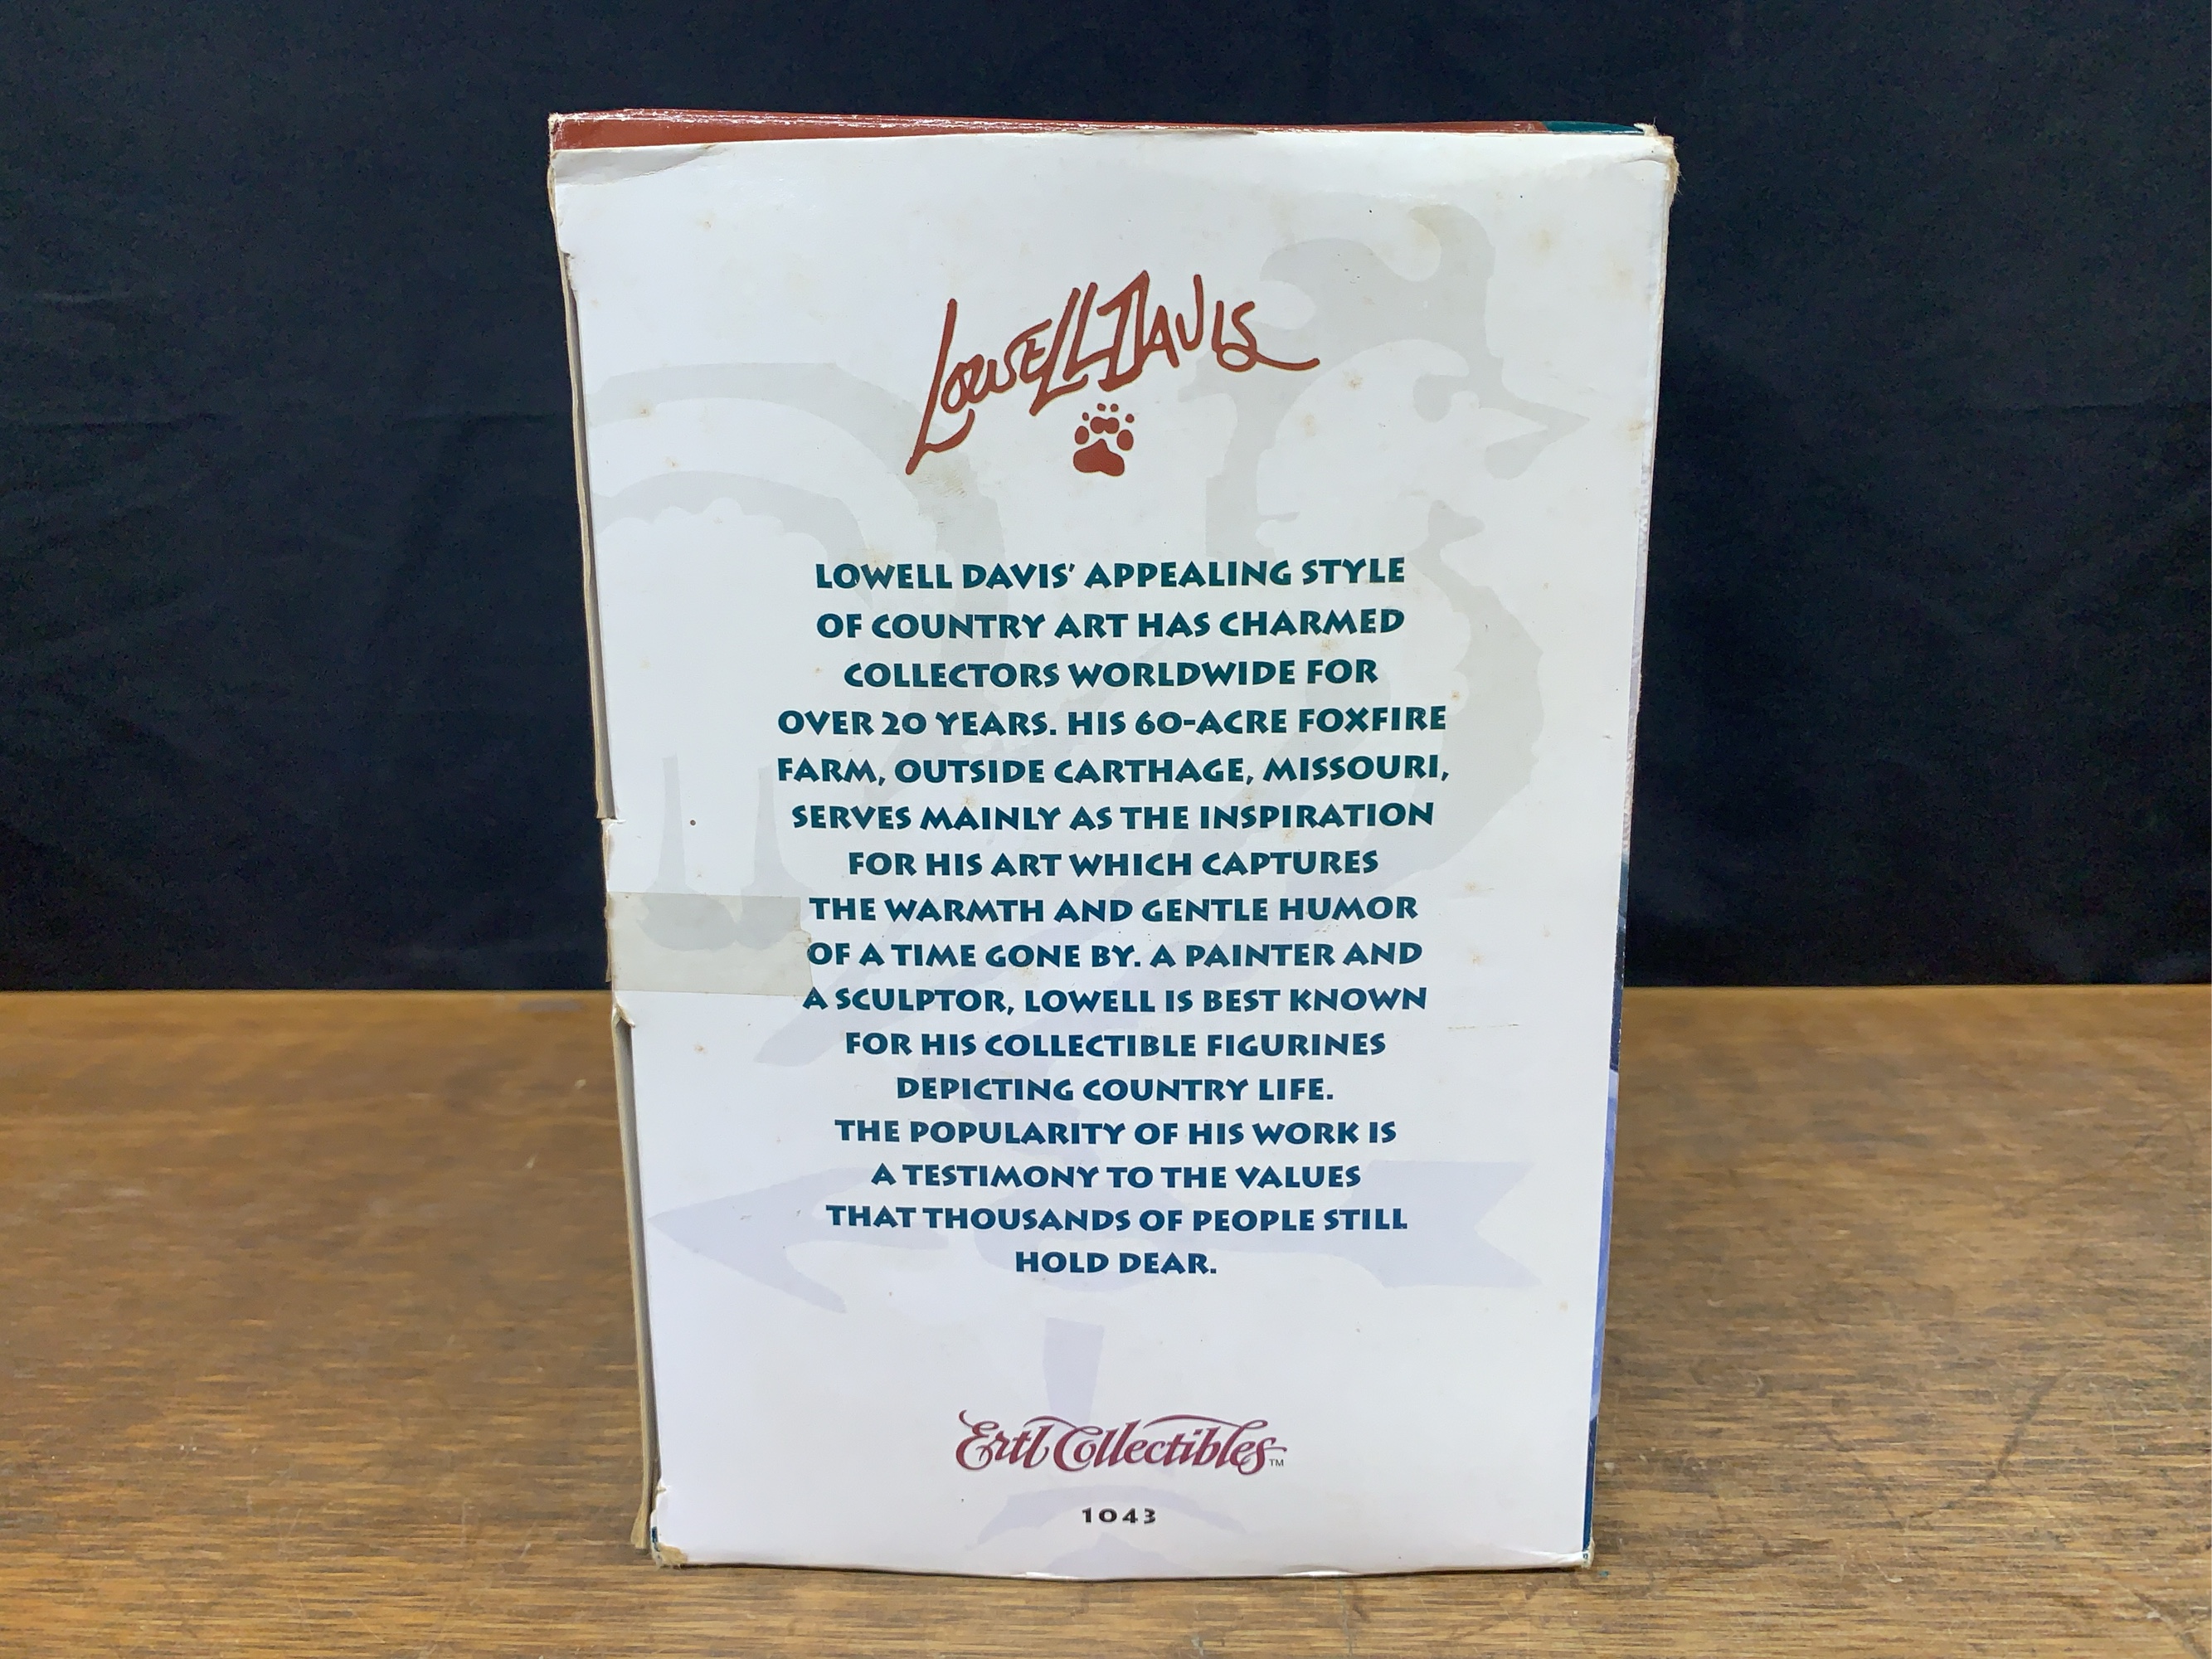 LOWELL DAVIS
LOWELL DAVIS' APPEALING STYLE
OF COUNTRY ART HAS CHARMED
COLLECTORS WORLDWIDE FOR
OVER 20 YEARS. HIS 60-ACRE FOXFIRE
FARM, OUTSIDE CARTHAGE, MISSOURI,
SERVES MAINLY AS THE INSPIRATION
FOR HIS ART WHICH CAPTURES
THE WARMTH AND GENTLE HUMOR
OF A TIME GONE BY. A PAINTER AND
A SCULPTOR, LOWELL IS BEST KNOWN
FOR HIS COLLECTIBLE FIGURINES
DEPICTING COUNTRY LIFE.
THE POPULARITY OF HIS WORK IS
A TESTIMONY TO THE VALUES
THAT THOUSANDS OF PEOPLE STILL
HOLD DEAR.
Ertl Collectibles™
1043